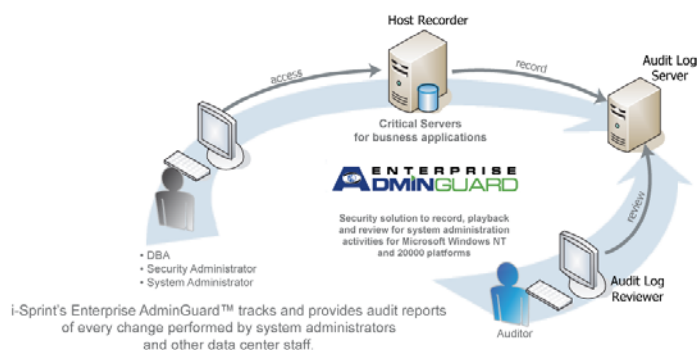 Host Recorder
access
record
Audit Log
Server
Critical Servers
for business applications
ENTERPRISE
ADMINGUARD
Security solution to record, playback
and review for system administration
activities for Microsoft Windows NT
and 20000 platforms
review
• DBA
• Security Administrator
• System Administrator
Audit Log
Reviewer
Auditor
i-Sprint's Enterprise AdminGuard™ tracks and provides audit reports
of every change performed by system administrators
and other data center staff.